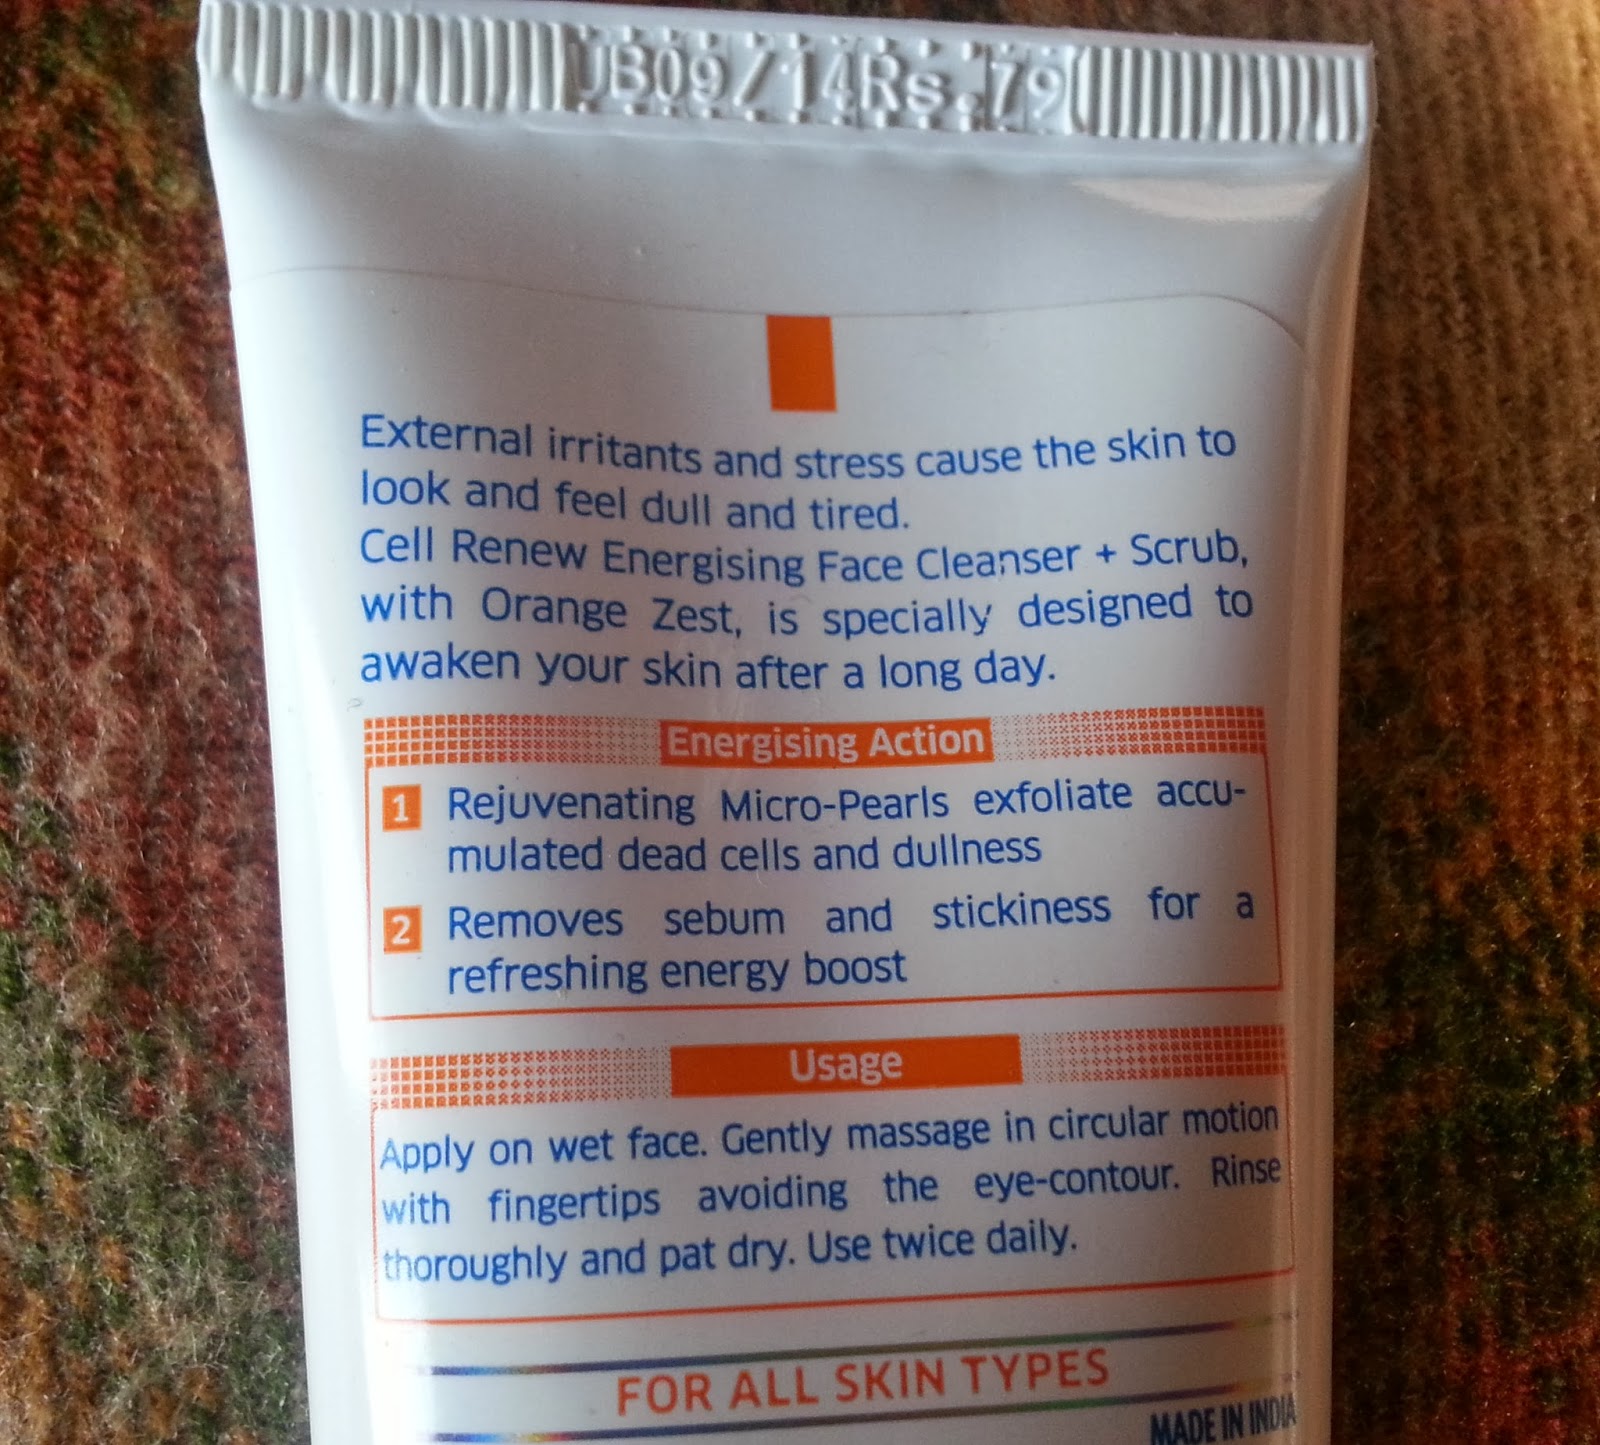 UB09/14Rs.79
External irritants and stress cause the skin to
look and feel dull and tired.
Cell Renew Energising Face Cleanser + Scrub,
with Orange Zest, is specially designed to
awaken your skin after a long day.
Energising Action
1 Rejuvenating Micro-Pearls exfoliate accu-
mulated dead cells and dullness
2 Removes sebum and stickiness for a
refreshing energy boost
Usage
Apply on wet face. Gently massage in circular motion
with fingertips avoiding the eye-contour. Rinse
thoroughly and pat dry. Use twice daily.
FOR ALL SKIN TYPES
MADE IN INDIA